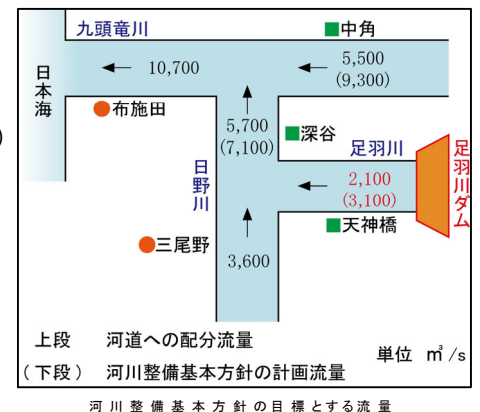 九頭竜川
■中角
日本海
← 10,700
← 5,500
(9,300)
●布施田
↑
5,700
(7,100)
■深谷
足羽川
日野川
← 2,100
(3,100)
足羽川ダム
■天神橋
●三尾野
↑
3,600
上段 河道への配分流量
(下段) 河川整備基本方針の計画流量
単位 ㎥/s
河川整備基本方針の目標とする流量
)